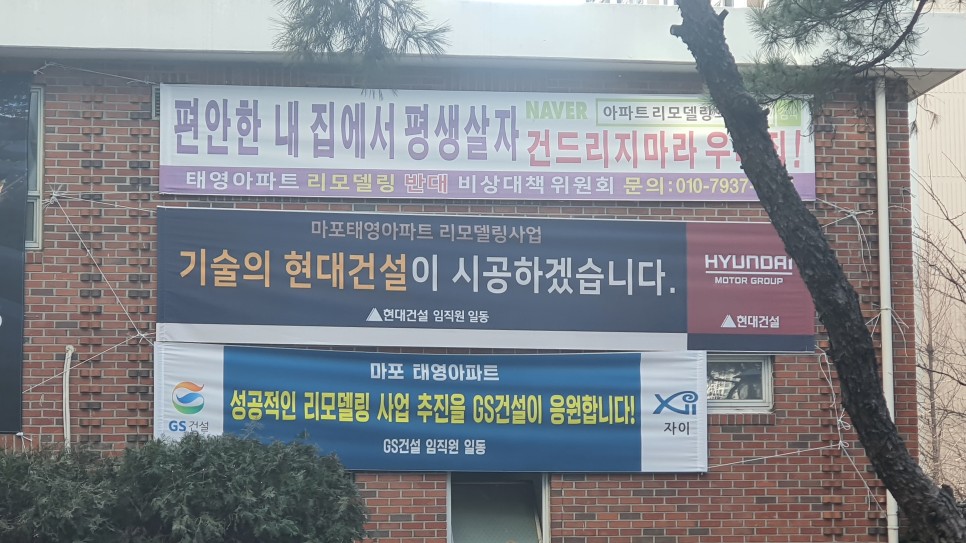 편안한 내 집에서 평생살자
NAVER 아파트리모델링
건드리지마라
태영아파트 리모델링 반대 비상대책위원회 문의:010-7937-
마포태영아파트 리모델링사업
기술의 현대건설이 시공하겠습니다.
현대건설 임직원 일동
HYUNDAI
MOTOR GROUP
현대건설
마포 태영아파트
성공적인 리모델링 사업 추진을 GS건설이 응원합니다!
GS건설 임직원 일동
GS건설
Xii
자이